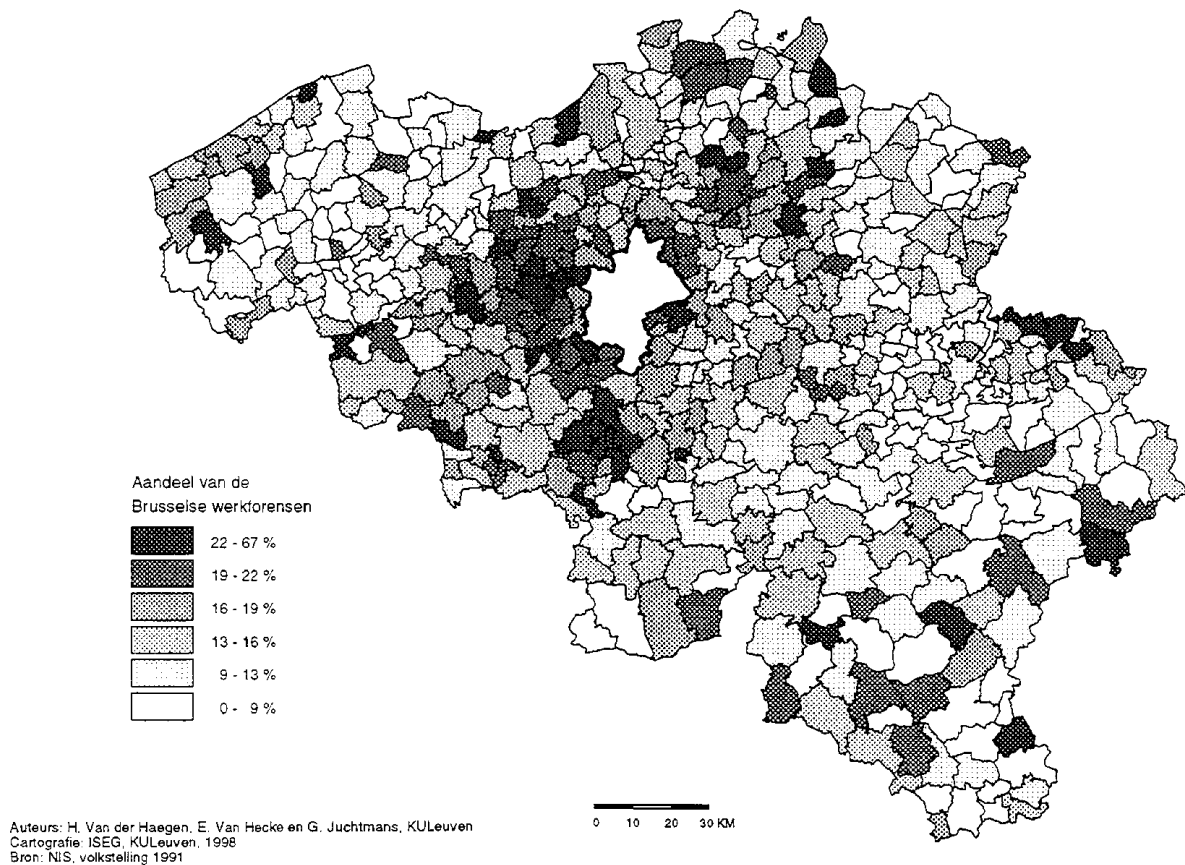 Aandeel van de
Brusselse werkforensen
22 - 67 %
19 - 22 %
16 - 19 %
13 - 16 %
9 - 13 %
0 - 9 %
0 10 20 30 KM
Auteurs: H. Van der Haegen, E. Van Hecke en G. Juchtmans, KULeuven
Cartografie: ISEG, KULeuven, 1998
Bron: NIS, volkstelling 1991